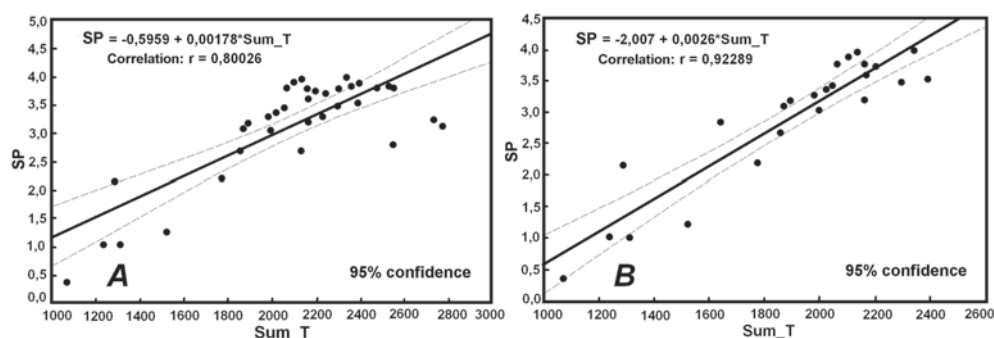 5,0
4,5
4,0
3,5
3,0
2,5
2,0
1,5
1,0
0,5
0,0
SP
SP = -0,5959 + 0,00178*Sum_T
Correlation: r = 0,80026
A
95% confidence
1000 1200 1400 1600 1800 2000 2200 2400 2600 2800 3000
Sum_T
4,5
4,0
3,5
3,0
2,5
2,0
1,5
1,0
0,5
0,0
SP
SP = -2,007 + 0,0026*Sum_T
Correlation: r = 0,92289
B
95% confidence
1000 1200 1400 1600 1800 2000 2200 2400 2600
Sum_T